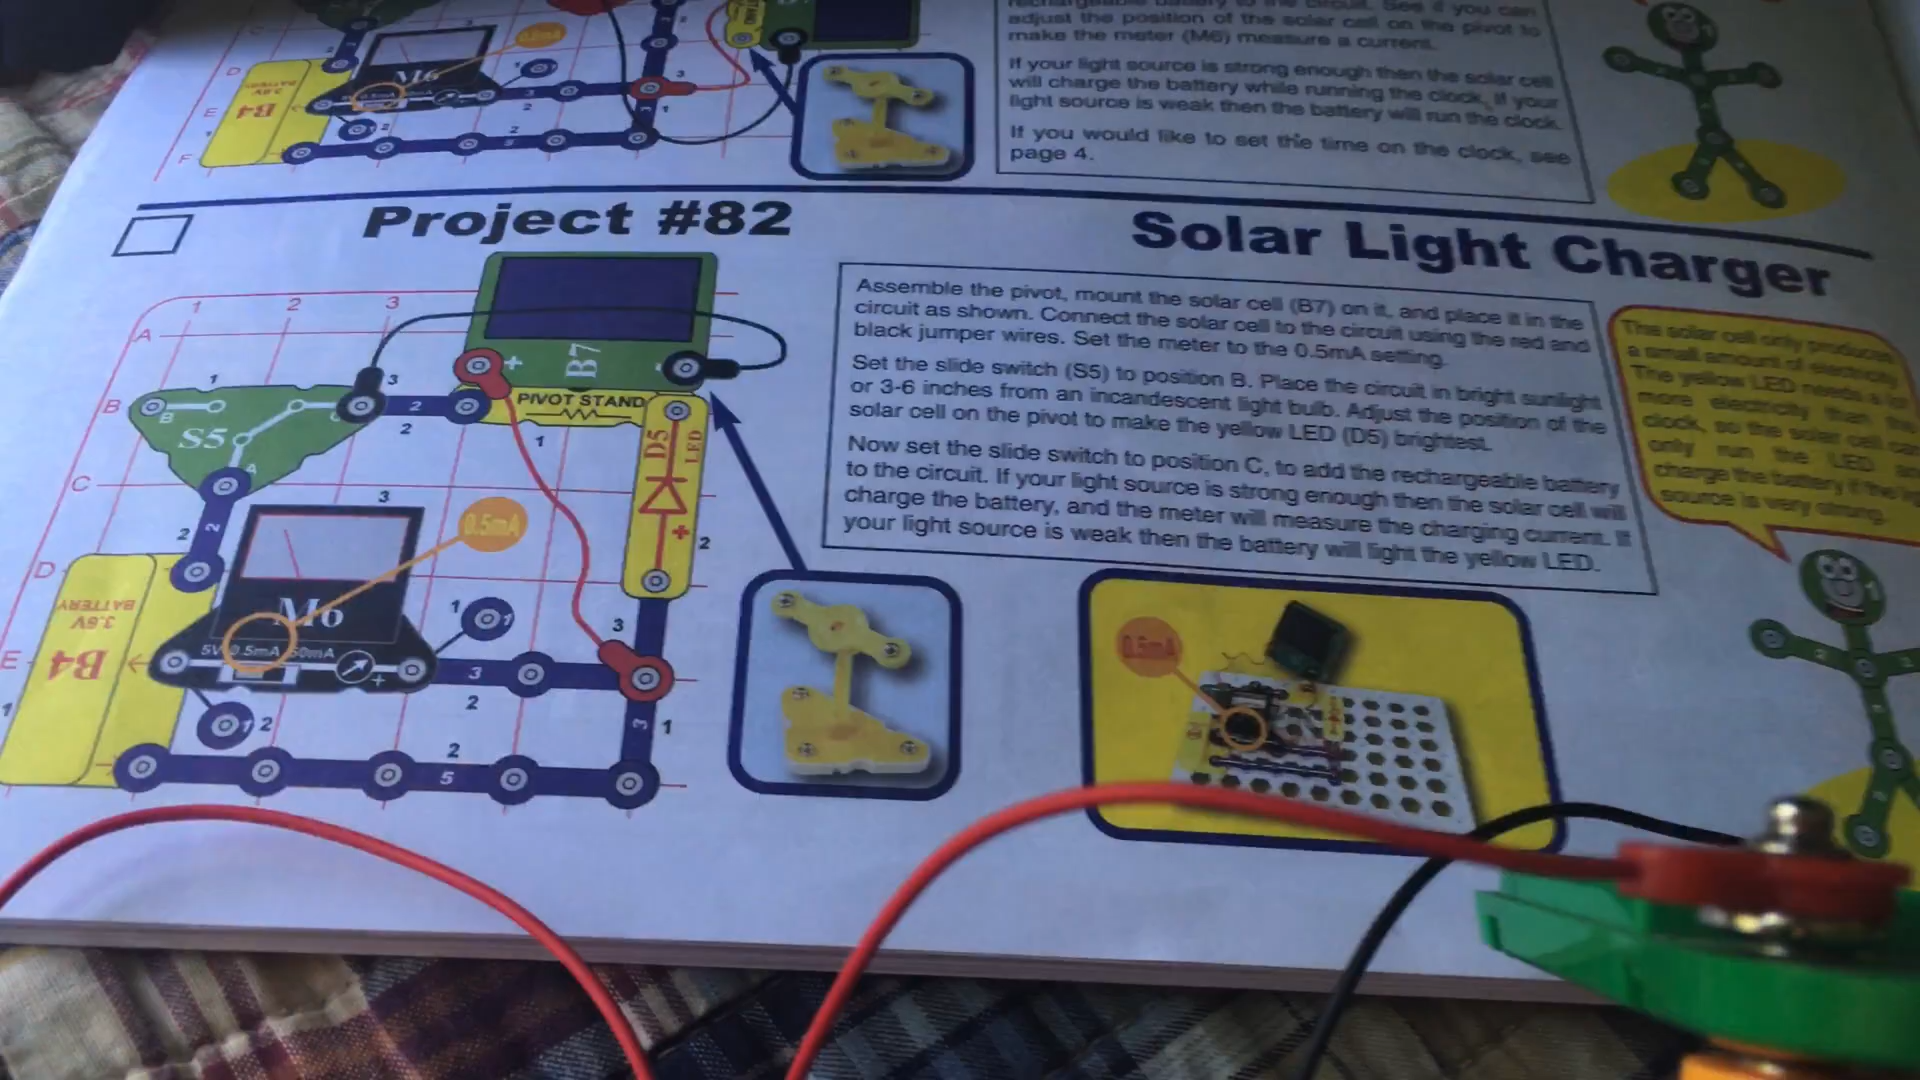 adjust the position of the solar cell on the pivot to
make the meter (M6) measure a current.
If your light source is strong enough then the solar cell
will charge the battery while running the clock. If your
light source is weak then the battery will run the clock.
If you would like to set the time on the clock, see
page 4.
M6
0.5mA
B4
D
E
F
Project #82
Solar Light Charger
Assemble the pivot, mount the solar cell (B7) on it, and place it in the
circuit as shown. Connect the solar cell to the circuit using the red and
black jumper wires. Set the meter to the 0.5mA setting.
Set the slide switch (S5) to position B. Place the circuit in bright sunlight
or 3-6 inches from an incandescent light bulb. Adjust the position of the
solar cell on the pivot to make the yellow LED (D5) brightest.
Now set the slide switch to position C, to add the rechargeable battery
to the circuit. If your light source is strong enough then the solar cell will
charge the battery, and the meter will measure the charging current. If
your light source is weak then the battery will light the yellow LED.
The solar cell only produces
a small amount of electricity.
The yellow LED needs a lot
more electricity than the
clock, so the solar cell can
only run the LED and
charge the battery if the light
source is very strong.
1 2 3
A
B
C
D
E
B7
+
-
PIVOT STAND
S5
B
A
D5
LED
+
M6
5V 0.5mA 50mA
+
0.5mA
B4
3.6V
BATTERY
0.5mA